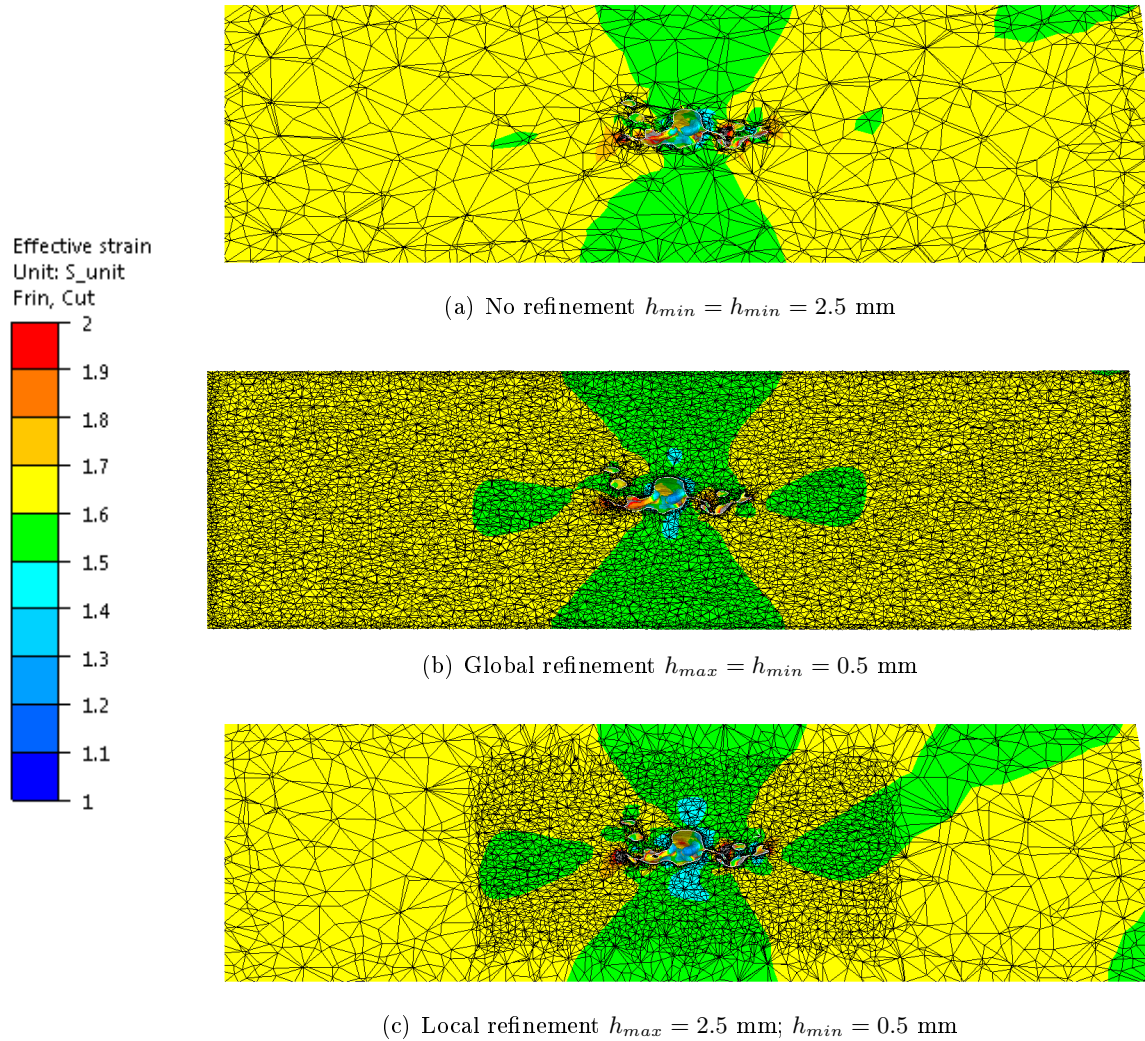 (a) No refinement h_min = h_min = 2.5 mm
Effective strain
Unit: S_unit
Frin, Cut
2
1.9
1.8
1.7
1.6
1.5
1.4
1.3
1.2
1.1
1
(b) Global refinement h_max = h_min = 0.5 mm
(c) Local refinement h_max = 2.5 mm; h_min = 0.5 mm